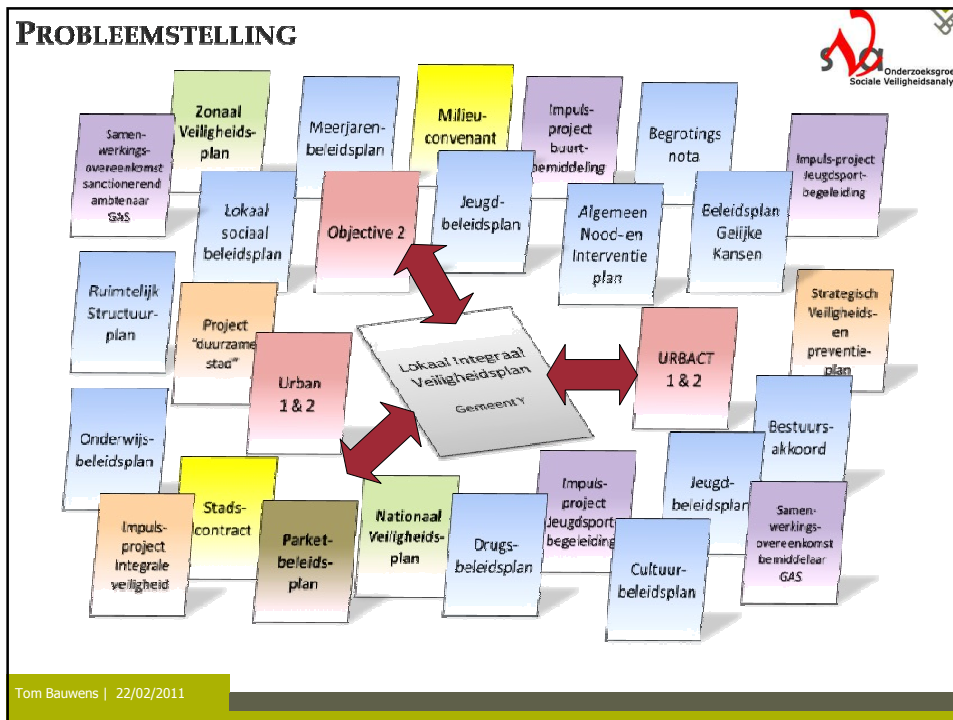 PROBLEEMSTELLING
sva
Onderzoeksgroe
Sociale Veiligheidsanaly
Samen-
werkings-
overeenkomst
sanctionerend
ambtenaar
GAS
Zonaal
Veiligheids-
plan
Meerjaren-
beleidsplan
Milieu-
convenant
Impuls-
project
buurt-
bemiddeling
Begrotings
nota
Impuls-project
Jeugdsport-
begeleiding
Lokaal
sociaal
beleidsplan
Objective 2
Jeugd-
beleidsplan
Algemeen
Nood-en
Interventie
plan
Beleidsplan
Gelijke
Kansen
Ruimtelijk
Structuur-
plan
Project
"duurzame
stad"
Urban
1 & 2
Lokaal Integraal
Veiligheidsplan
Gemeent Y
URBACT
1 & 2
Strategisch
Veiligheids-
en
preventie-
plan
Onderwijs-
beleidsplan
Bestuurs-
akkoord
Impuls-
project
Integrale
veiligheid
Stads-
contract
Parket-
beleids-
plan
Nationaal
Veiligheids-
plan
Drugs-
beleidsplan
Impuls-
project
Jeugdsport
begeleiding
Cultuur-
beleidsplan
Jeugd-
beleidsplan
Samen-
werkings-
overeenkomst
bemiddelaar
GAS
Tom Bauwens | 22/02/2011